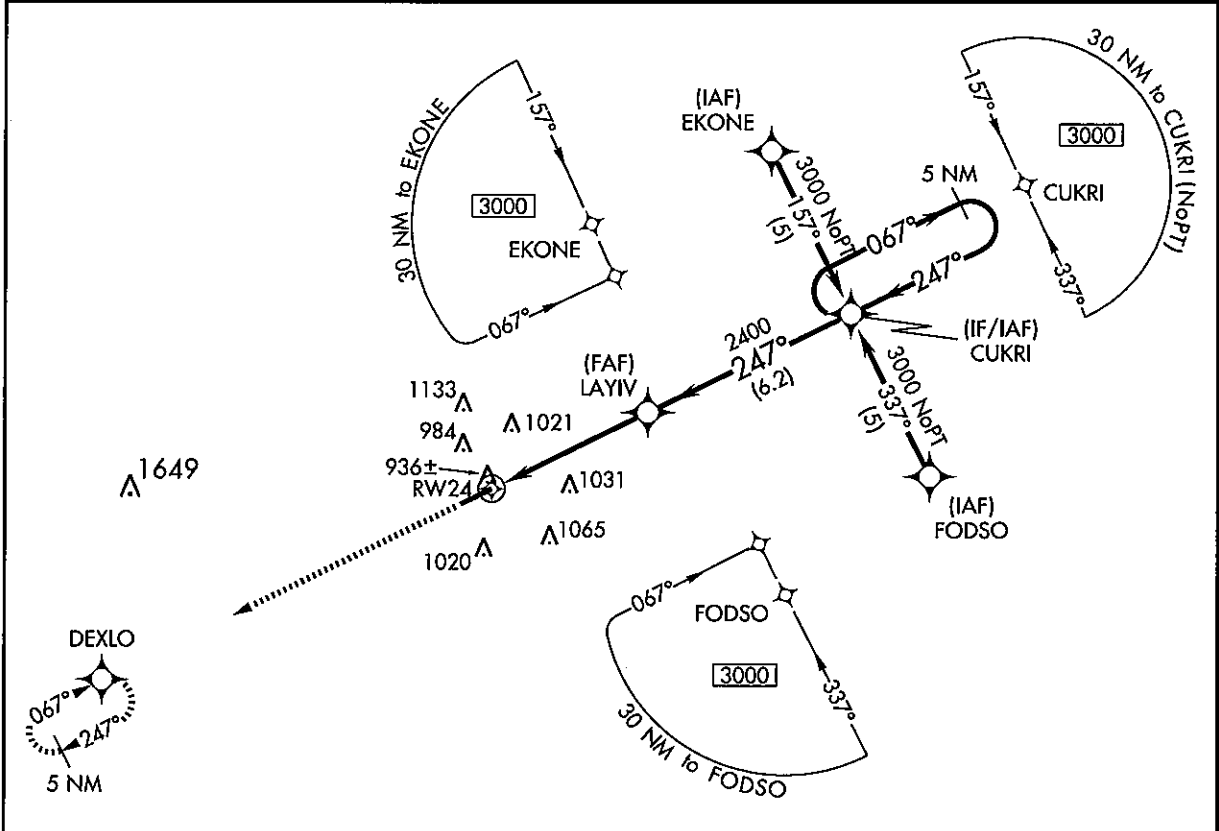 30 NM to EKONE
157°
3000
EKONE
067°
(IAF)
EKONE
3000 NoPT
157°
(5)
5 NM
067°
247°
30 NM to CUKRI (NoPT)
157°
3000
CUKRI
337°
(IF/IAF)
CUKRI
2400
247°
(6.2)
3000 NoPT
337°
(5)
(IAF)
FODSO
(FAF)
LAYIV
1133
984
1021
936±
RW24
1031
1065
1020
1649
067°
FODSO
3000
337°
30 NM to FODSO
DEXLO
067°
247°
5 NM